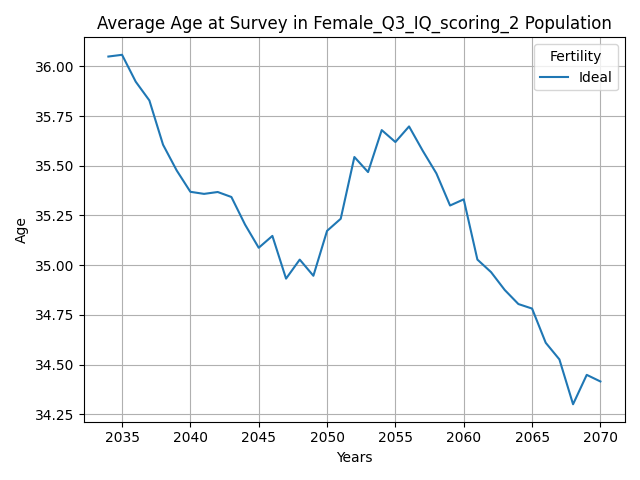 Average Age at Survey in Female_Q3_IQ_scoring_2 Population
Fertility
Ideal
36.00
35.75
35.50
35.25
35.00
34.75
34.50
34.25
Age
2035 2040 2045 2050 2055 2060 2065 2070
Years